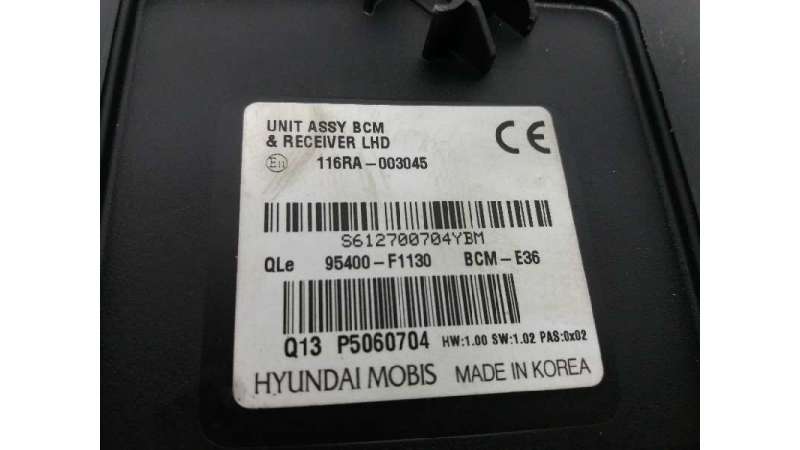 UNIT ASSY BCM
& RECEIVER LHD
CE
E11 116RA-003045
S612700704YBM
QLe 95400-F1130 BCM-E36
Q13 P5060704 HW:1.00 SW:1.02 PAS:0x02
HYUNDAI MOBIS MADE IN KOREA